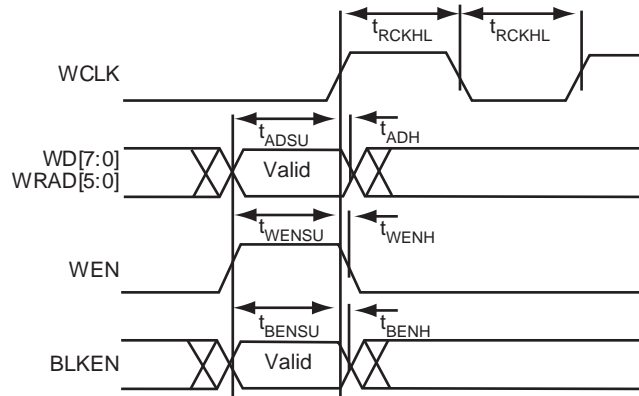 tRCKHL tRCKHL
WCLK
tADSU tADH
WD[7:0]
WRAD[5:0]
Valid
tWENSU tWENH
WEN
tBENSU tBENH
BLKEN
Valid